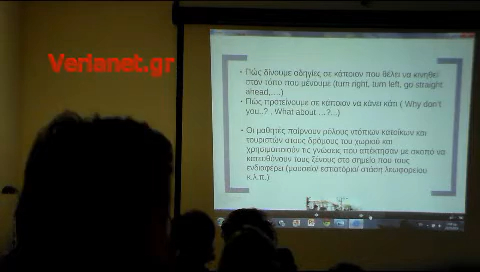 Verianet.gr
• Πώς δίνουμε οδηγίες σε κάποιον που θέλει να κινηθεί
στον τόπο που μένουμε (turn right, turn left, go straight
ahead,....)
• Πώς προτείνουμε σε κάποιον να κάνει κάτι ( Why don't
you..? , What about ...?...)
• Οι μαθητές παίρνουν ρόλους ντόπιων κατοίκων και
τουριστών στους δρόμους του χωριού και
χρησιμοποιούν τις γνώσεις που απέκτησαν με σκοπό να
κατευθύνουν τους ξένους στο σημείο που τους
ενδιαφέρει (μουσείο/ εστιατόριο/ στάση λεωφορείου
κ.λ.π.)